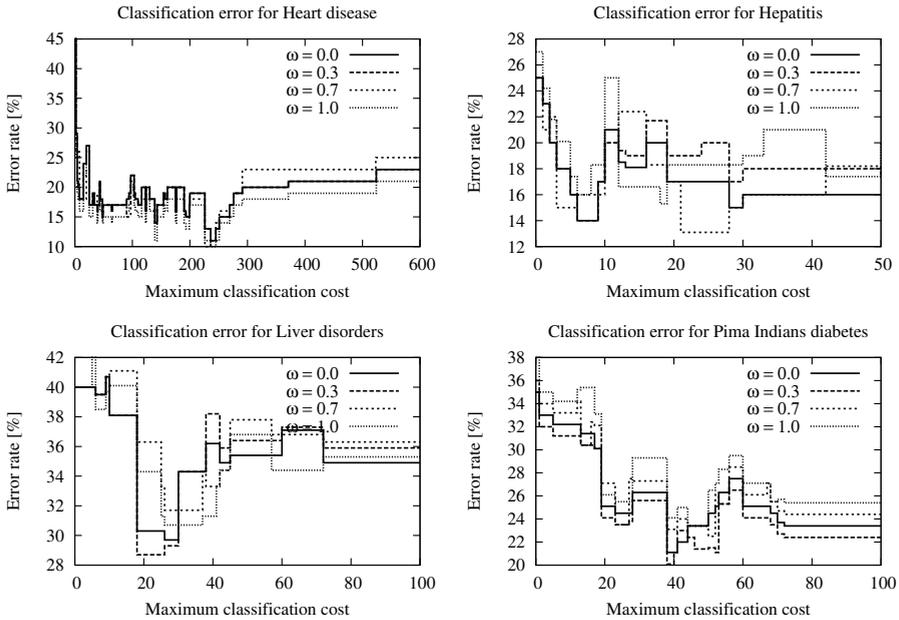 Classification error for Heart disease
Error rate [%]
45
40
35
30
25
20
15
10
0
100
200
300
400
500
600
Maximum classification cost
ω = 0.0
ω = 0.3
ω = 0.7
ω = 1.0
Classification error for Hepatitis
Error rate [%]
28
26
24
22
20
18
16
14
12
0
10
20
30
40
50
Maximum classification cost
ω = 0.0
ω = 0.3
ω = 0.7
ω = 1.0
Classification error for Liver disorders
Error rate [%]
42
40
38
36
34
32
30
28
0
20
40
60
80
100
Maximum classification cost
ω = 0.0
ω = 0.3
ω = 0.7
ω = 1.0
Classification error for Pima Indians diabetes
Error rate [%]
38
36
34
32
30
28
26
24
22
20
0
20
40
60
80
100
Maximum classification cost
ω = 0.0
ω = 0.3
ω = 0.7
ω = 1.0